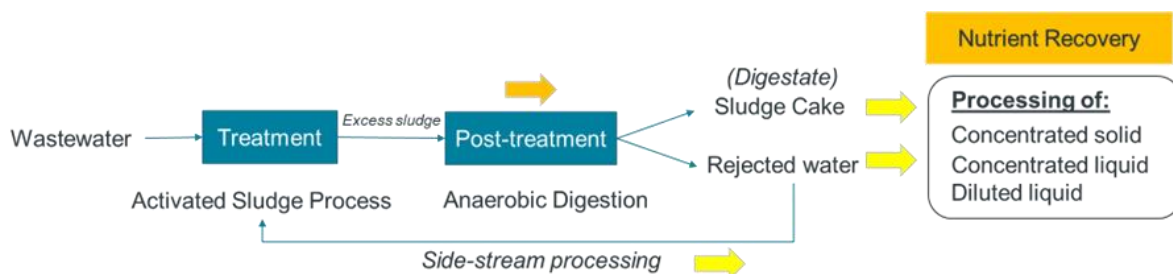 Nutrient Recovery
(Digestate)
Sludge Cake
Processing of:
Concentrated solid
Concentrated liquid
Diluted liquid
Wastewater
Treatment
Excess sludge
Post-treatment
Rejected water
Activated Sludge Process
Anaerobic Digestion
Side-stream processing